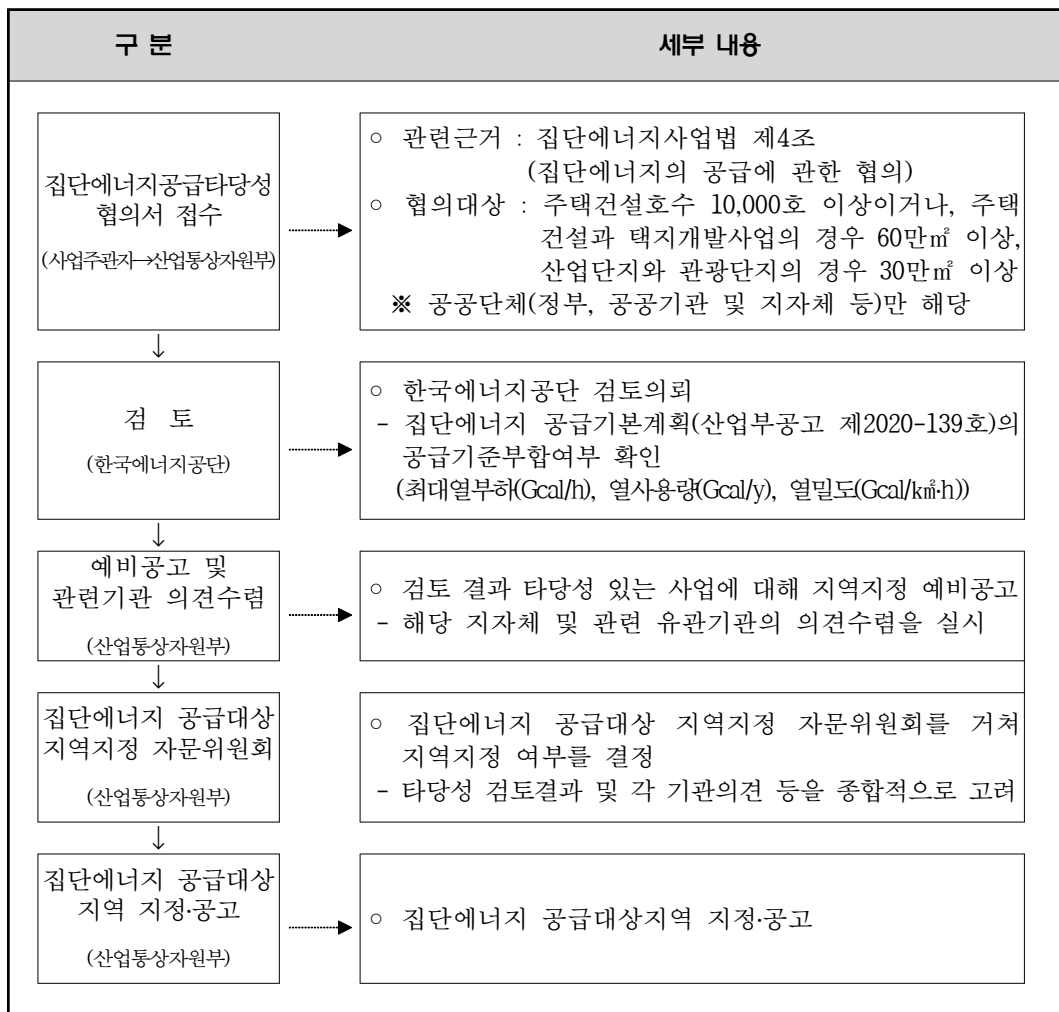 구 분
세부 내용
집단에너지공급타당성
협의서 접수
(사업주관자→산업통상자원부)
○ 관련근거 : 집단에너지사업법 제4조
(집단에너지의 공급에 관한 협의)
○ 협의대상 : 주택건설호수 10,000호 이상이거나, 주택
건설과 택지개발사업의 경우 60만㎡ 이상,
산업단지와 관광단지의 경우 30만㎡ 이상
※ 공공단체(정부, 공공기관 및 지자체 등)만 해당
↓
검 토
(한국에너지공단)
○ 한국에너지공단 검토의뢰
- 집단에너지 공급기본계획(산업부공고 제2020-139호)의
공급기준부합여부 확인
(최대열부하(Gcal/h), 열사용량(Gcal/y), 열밀도(Gcal/㎢·h))
↓
예비공고 및
관련기관 의견수렴
(산업통상자원부)
○ 검토 결과 타당성 있는 사업에 대해 지역지정 예비공고
- 해당 지자체 및 관련 유관기관의 의견수렴을 실시
↓
집단에너지 공급대상
지역지정 자문위원회
(산업통상자원부)
○ 집단에너지 공급대상 지역지정 자문위원회를 거쳐
지역지정 여부를 결정
- 타당성 검토결과 및 각 기관의견 등을 종합적으로 고려
↓
집단에너지 공급대상
지역 지정·공고
(산업통상자원부)
○ 집단에너지 공급대상지역 지정·공고